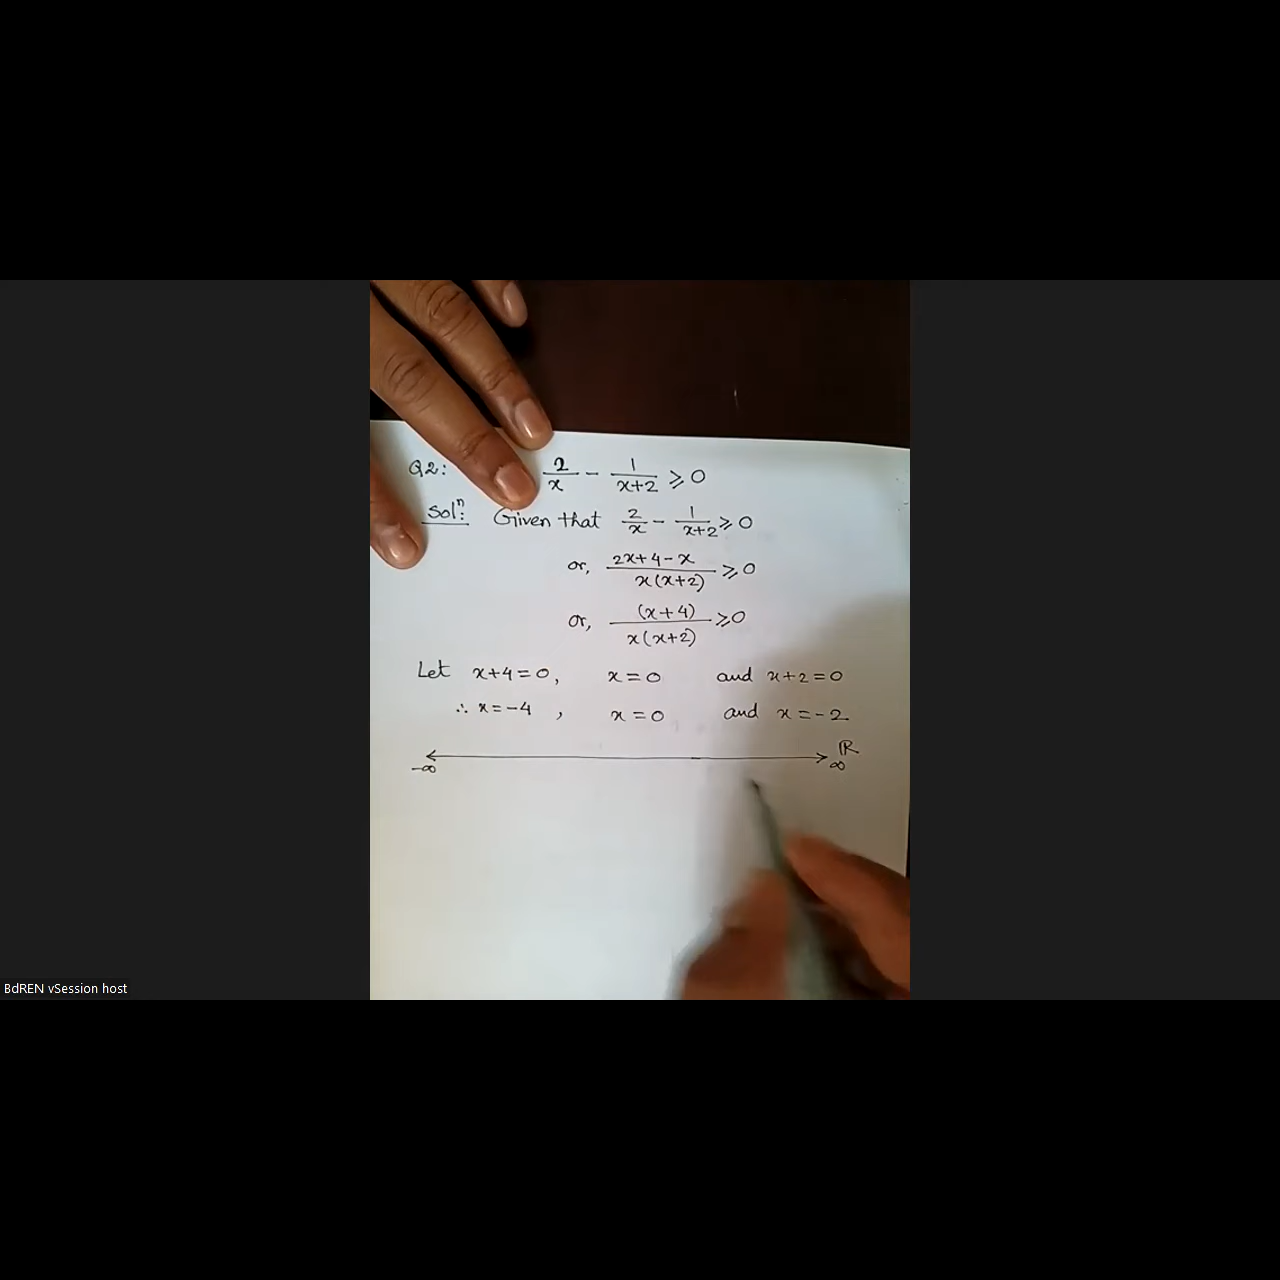 Q2: 2/x - 1/(x+2) ⩾ 0
Solⁿ: Given that 2/x - 1/(x+2) ⩾ 0
or, (2x+4-x)/(x(x+2)) ⩾ 0
or, (x+4)/(x(x+2)) ⩾ 0
Let x+4=0, x=0 and x+2=0
∴ x=-4, x=0 and x=-2
ℝ
-∞ ∞
BdREN vSession host